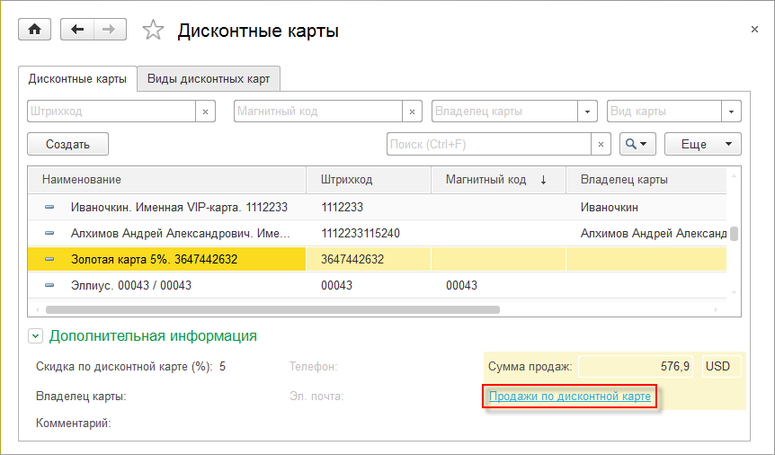 Дисконтные карты
Дисконтные карты Виды дисконтных карт
Штрихкод Магнитный код Владелец карты Вид карты
Создать Поиск (Ctrl+F) Еще
Наименование Штрихкод Магнитный код ↓ Владелец карты
Иваночкин. Именная VIP-карта. 1112233 1112233 Иваночкин
Алхимов Андрей Александрович. Име... 1112233115240 Алхимов Андрей Александ
Золотая карта 5%. 3647442632 3647442632
Эллиус. 00043 / 00043 00043 00043
Дополнительная информация
Скидка по дисконтной карте (%): 5 Телефон: Сумма продаж: 576,9 USD
Владелец карты: Эл. почта: Продажи по дисконтной карте
Комментарий: